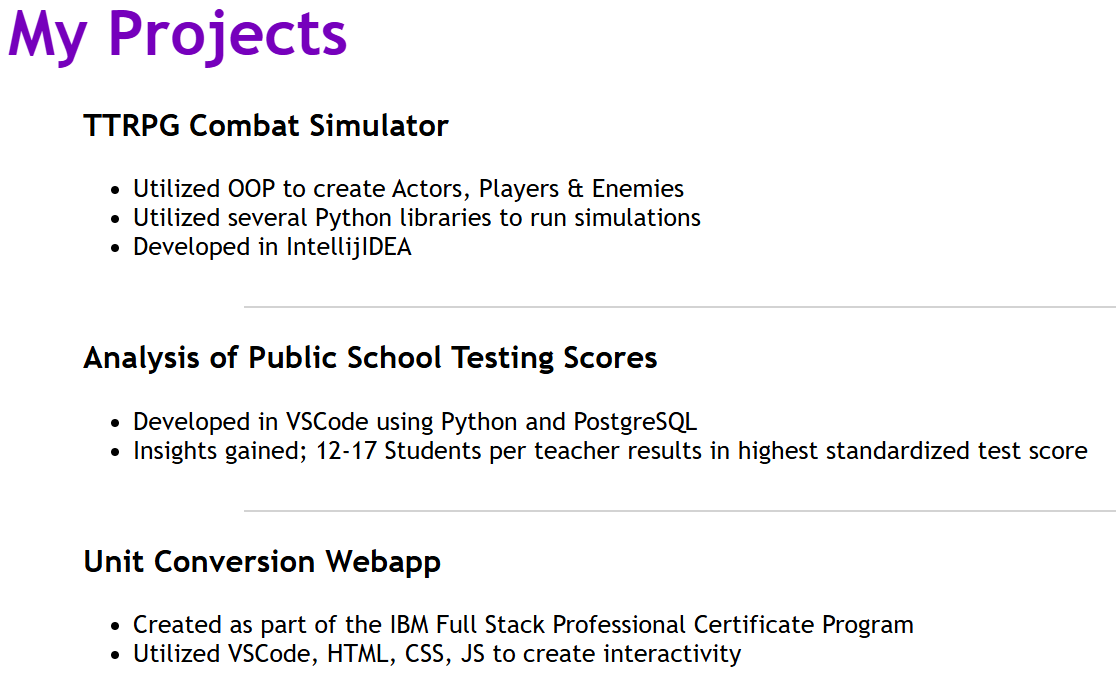 My Projects
TTRPG Combat Simulator
• Utilized OOP to create Actors, Players & Enemies
• Utilized several Python libraries to run simulations
• Developed in IntellijIDEA
Analysis of Public School Testing Scores
• Developed in VSCode using Python and PostgreSQL
• Insights gained; 12-17 Students per teacher results in highest standardized test score
Unit Conversion Webapp
• Created as part of the IBM Full Stack Professional Certificate Program
• Utilized VSCode, HTML, CSS, JS to create interactivity